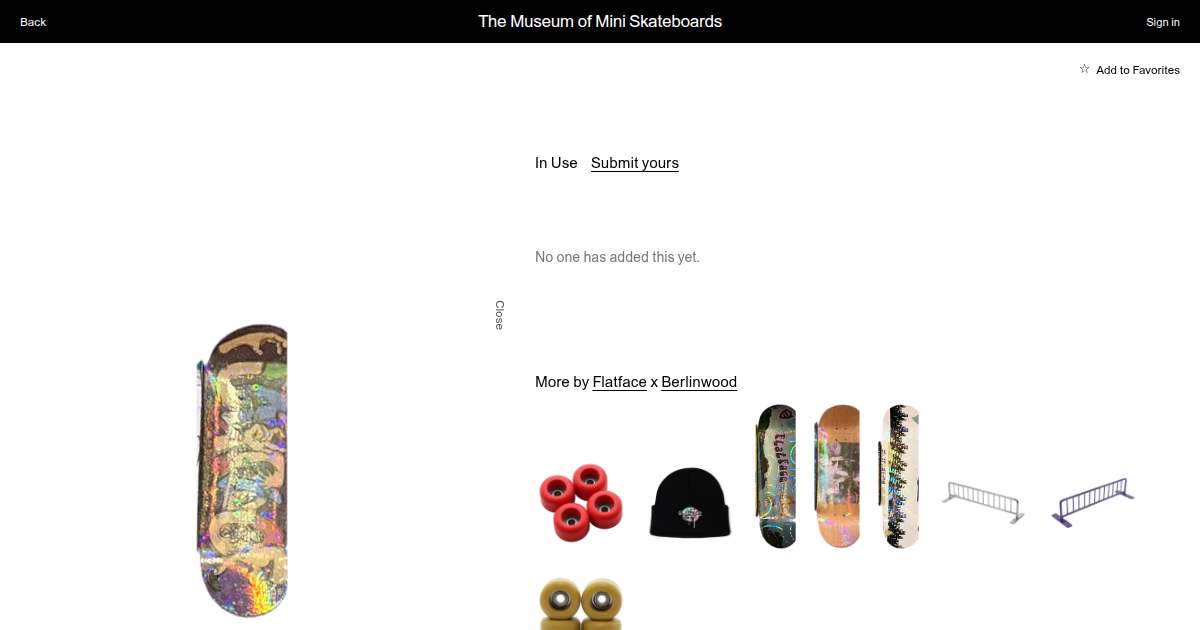 Back
The Museum of Mini Skateboards
Sign in
☆ Add to Favorites
In Use Submit yours
No one has added this yet.
Close
More by Flatface x Berlinwood